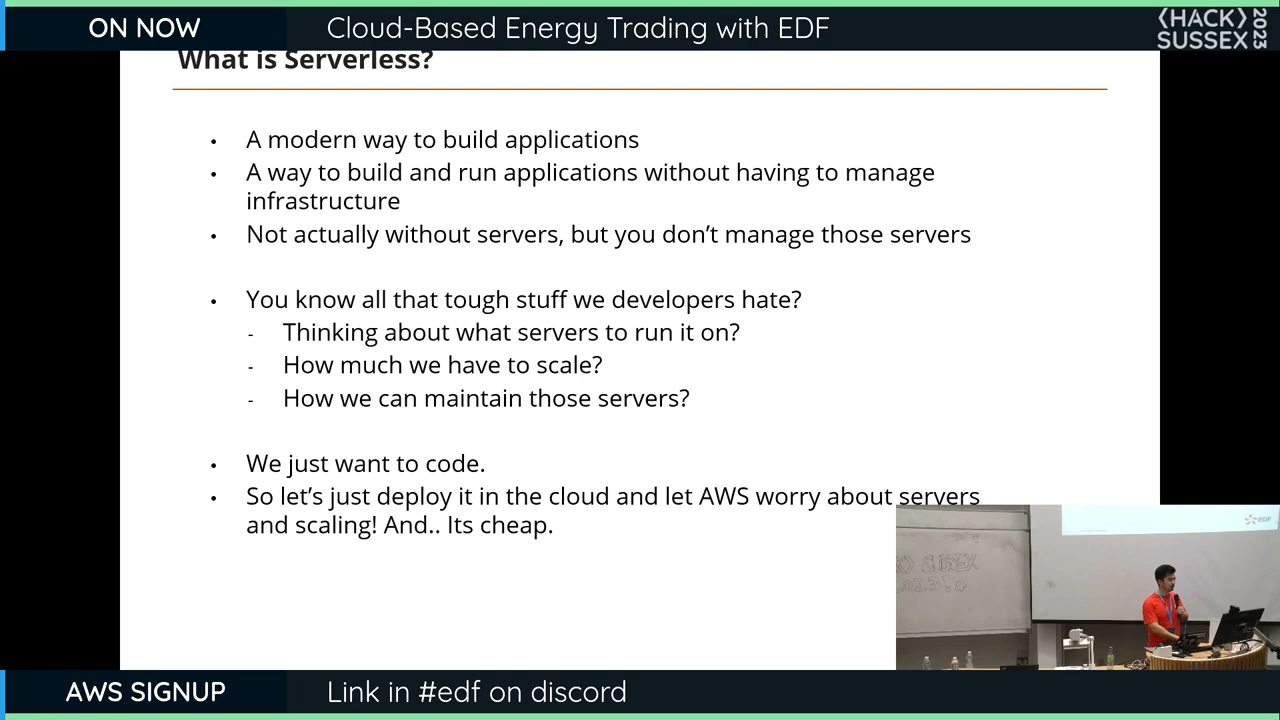 ON NOW
Cloud-Based Energy Trading with EDF
⟨HACK⟩
SUSSEX
2023
What is Serverless?
• A modern way to build applications
• A way to build and run applications without having to manage
infrastructure
• Not actually without servers, but you don’t manage those servers
• You know all that tough stuff we developers hate?
- Thinking about what servers to run it on?
- How much we have to scale?
- How we can maintain those servers?
• We just want to code.
• So let’s just deploy it in the cloud and let AWS worry about servers
and scaling! And.. Its cheap.
edF
SUSSEX
AWS SIGNUP
Link in #edf on discord